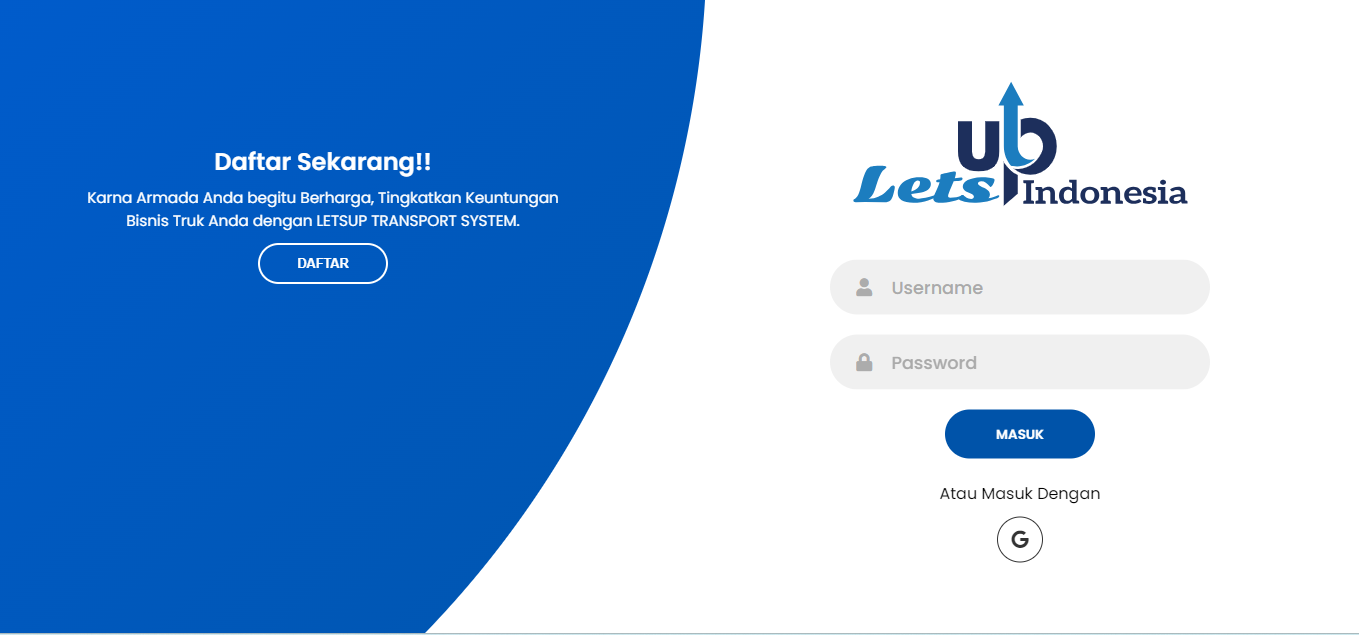 Daftar Sekarang!!
Karna Armada Anda begitu Berharga, Tingkatkan Keuntungan
Bisnis Truk Anda dengan LETSUP TRANSPORT SYSTEM.
DAFTAR
Lets up Indonesia
Username
Password
MASUK
Atau Masuk Dengan
G